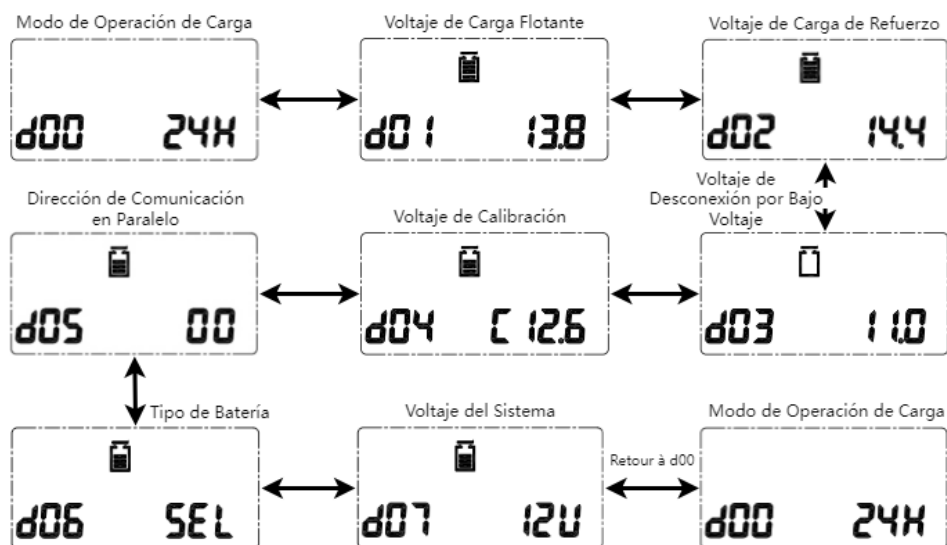 Modo de Operación de Carga
Voltaje de Carga Flotante
Voltaje de Carga de Refuerzo
d00 24H
d01 13.8
d02 14.4
Dirección de Comunicación
en Paralelo
Voltaje de Calibración
Voltaje de
Desconexión por Bajo
Voltaje
d05 00
d04 C 12.6
d03 11.0
Tipo de Batería
Voltaje del Sistema
Modo de Operación de Carga
d06 SEL
d07 12U
Retour à d00
d00 24H